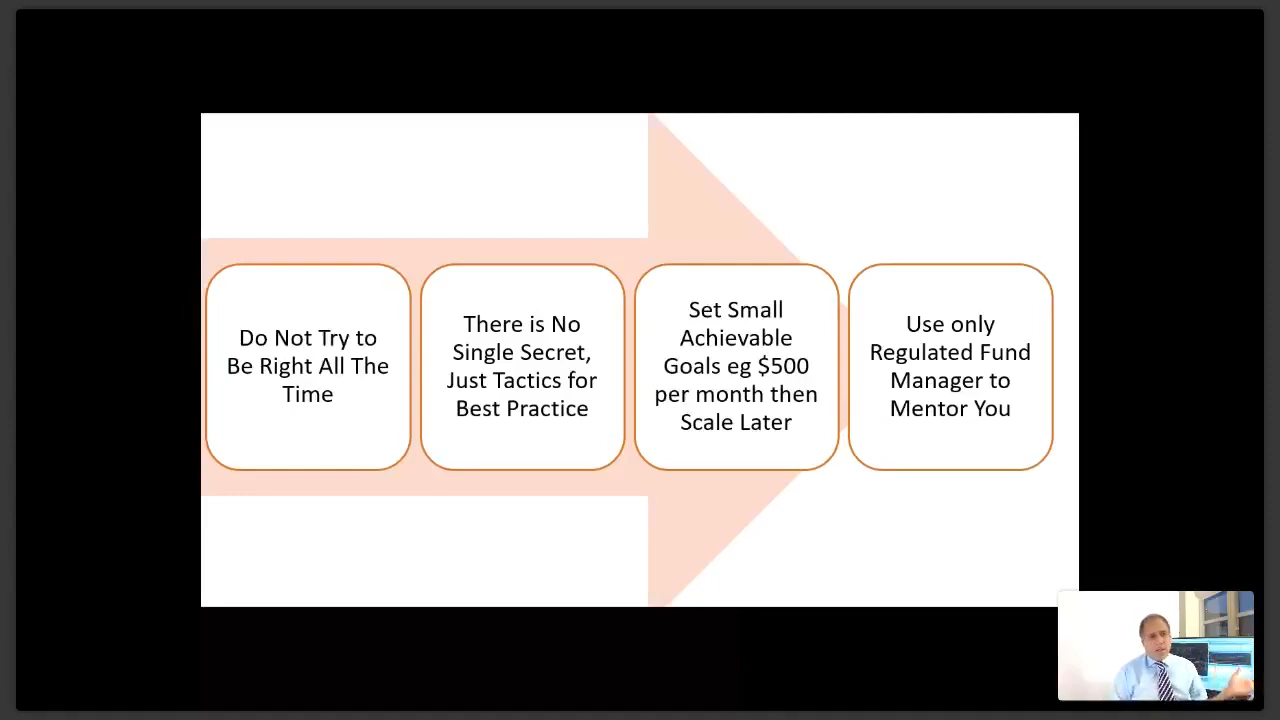 Do Not Try to
Be Right All The
Time
There is No
Single Secret,
Just Tactics for
Best Practice
Set Small
Achievable
Goals eg $500
per month then
Scale Later
Use only
Regulated Fund
Manager to
Mentor You